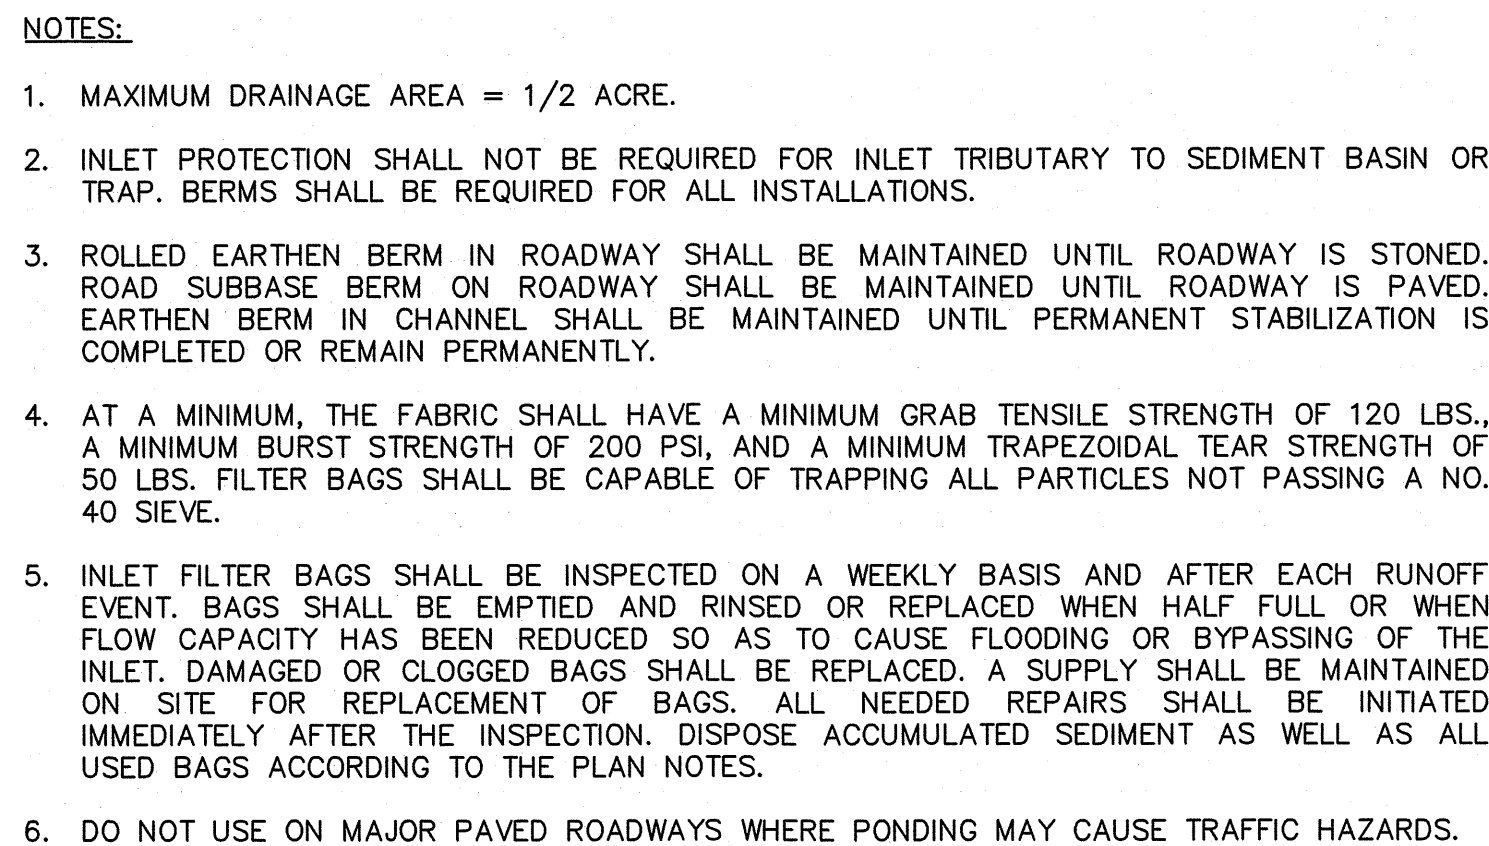 NOTES:
1. MAXIMUM DRAINAGE AREA = 1/2 ACRE.
2. INLET PROTECTION SHALL NOT BE REQUIRED FOR INLET TRIBUTARY TO SEDIMENT BASIN OR
TRAP. BERMS SHALL BE REQUIRED FOR ALL INSTALLATIONS.
3. ROLLED EARTHEN BERM IN ROADWAY SHALL BE MAINTAINED UNTIL ROADWAY IS STONED.
ROAD SUBBASE BERM ON ROADWAY SHALL BE MAINTAINED UNTIL ROADWAY IS PAVED.
EARTHEN BERM IN CHANNEL SHALL BE MAINTAINED UNTIL PERMANENT STABILIZATION IS
COMPLETED OR REMAIN PERMANENTLY.
4. AT A MINIMUM, THE FABRIC SHALL HAVE A MINIMUM GRAB TENSILE STRENGTH OF 120 LBS.,
A MINIMUM BURST STRENGTH OF 200 PSI, AND A MINIMUM TRAPEZOIDAL TEAR STRENGTH OF
50 LBS. FILTER BAGS SHALL BE CAPABLE OF TRAPPING ALL PARTICLES NOT PASSING A NO.
40 SIEVE.
5. INLET FILTER BAGS SHALL BE INSPECTED ON A WEEKLY BASIS AND AFTER EACH RUNOFF
EVENT. BAGS SHALL BE EMPTIED AND RINSED OR REPLACED WHEN HALF FULL OR WHEN
FLOW CAPACITY HAS BEEN REDUCED SO AS TO CAUSE FLOODING OR BYPASSING OF THE
INLET. DAMAGED OR CLOGGED BAGS SHALL BE REPLACED. A SUPPLY SHALL BE MAINTAINED
ON SITE FOR REPLACEMENT OF BAGS. ALL NEEDED REPAIRS SHALL BE INITIATED
IMMEDIATELY AFTER THE INSPECTION. DISPOSE ACCUMULATED SEDIMENT AS WELL AS ALL
USED BAGS ACCORDING TO THE PLAN NOTES.
6. DO NOT USE ON MAJOR PAVED ROADWAYS WHERE PONDING MAY CAUSE TRAFFIC HAZARDS.